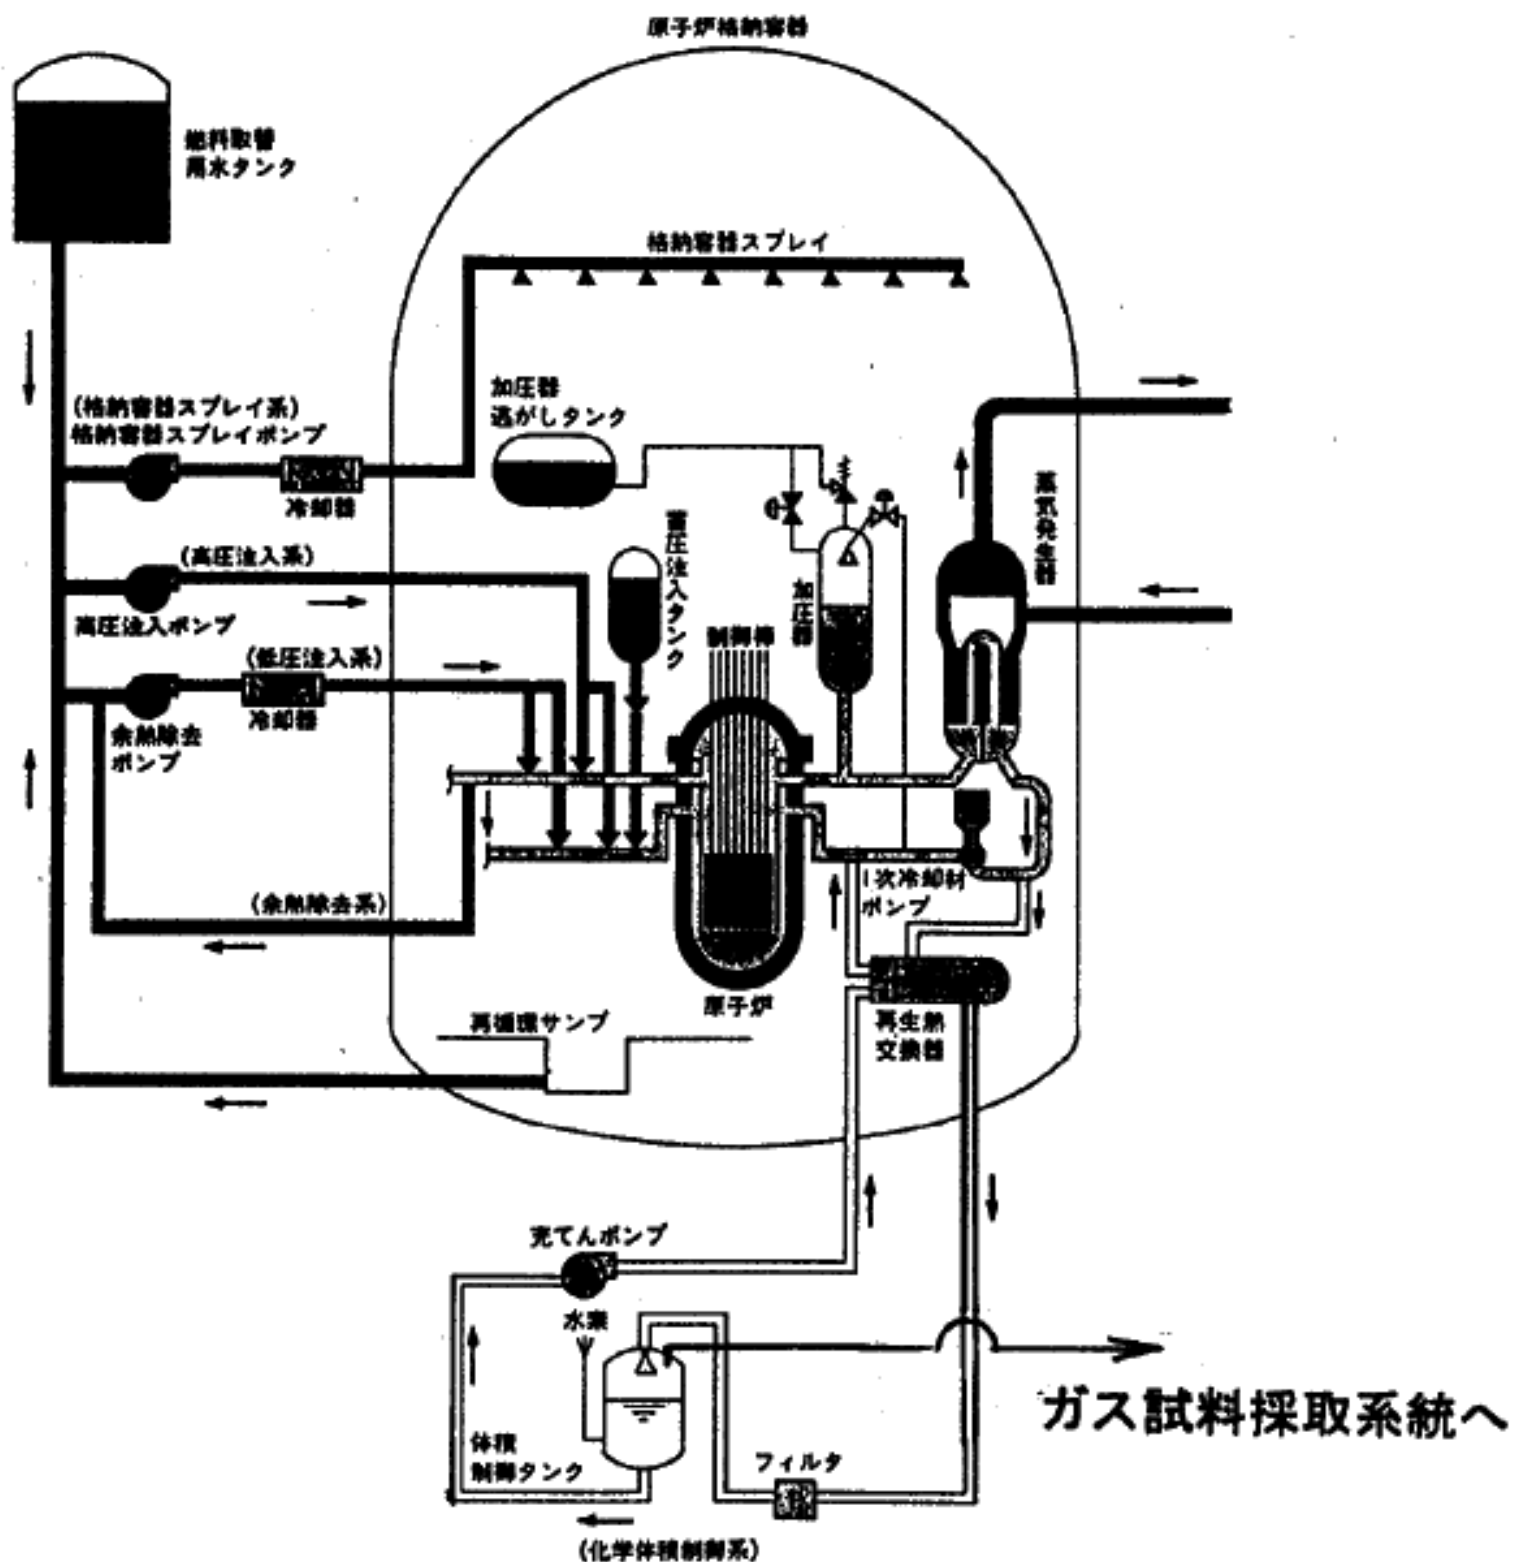 原子炉格納容器
燃料取替
用水タンク
格納容器スプレイ
(格納容器スプレイ系)
格納容器スプレイポンプ
冷却器
加圧器
逃がしタンク
蒸気発生器
(高圧注入系)
高圧注入ポンプ
蓄圧注入タンク
加圧器
制御棒
(低圧注入系)
冷却器
余熱除去
ポンプ
1次冷却材
ポンプ
(余熱除去系)
原子炉
再循環サンプ
再生熱
交換器
充てんポンプ
水素
ガス試料採取系統へ
体積
制御タンク
フィルタ
(化学体積制御系)